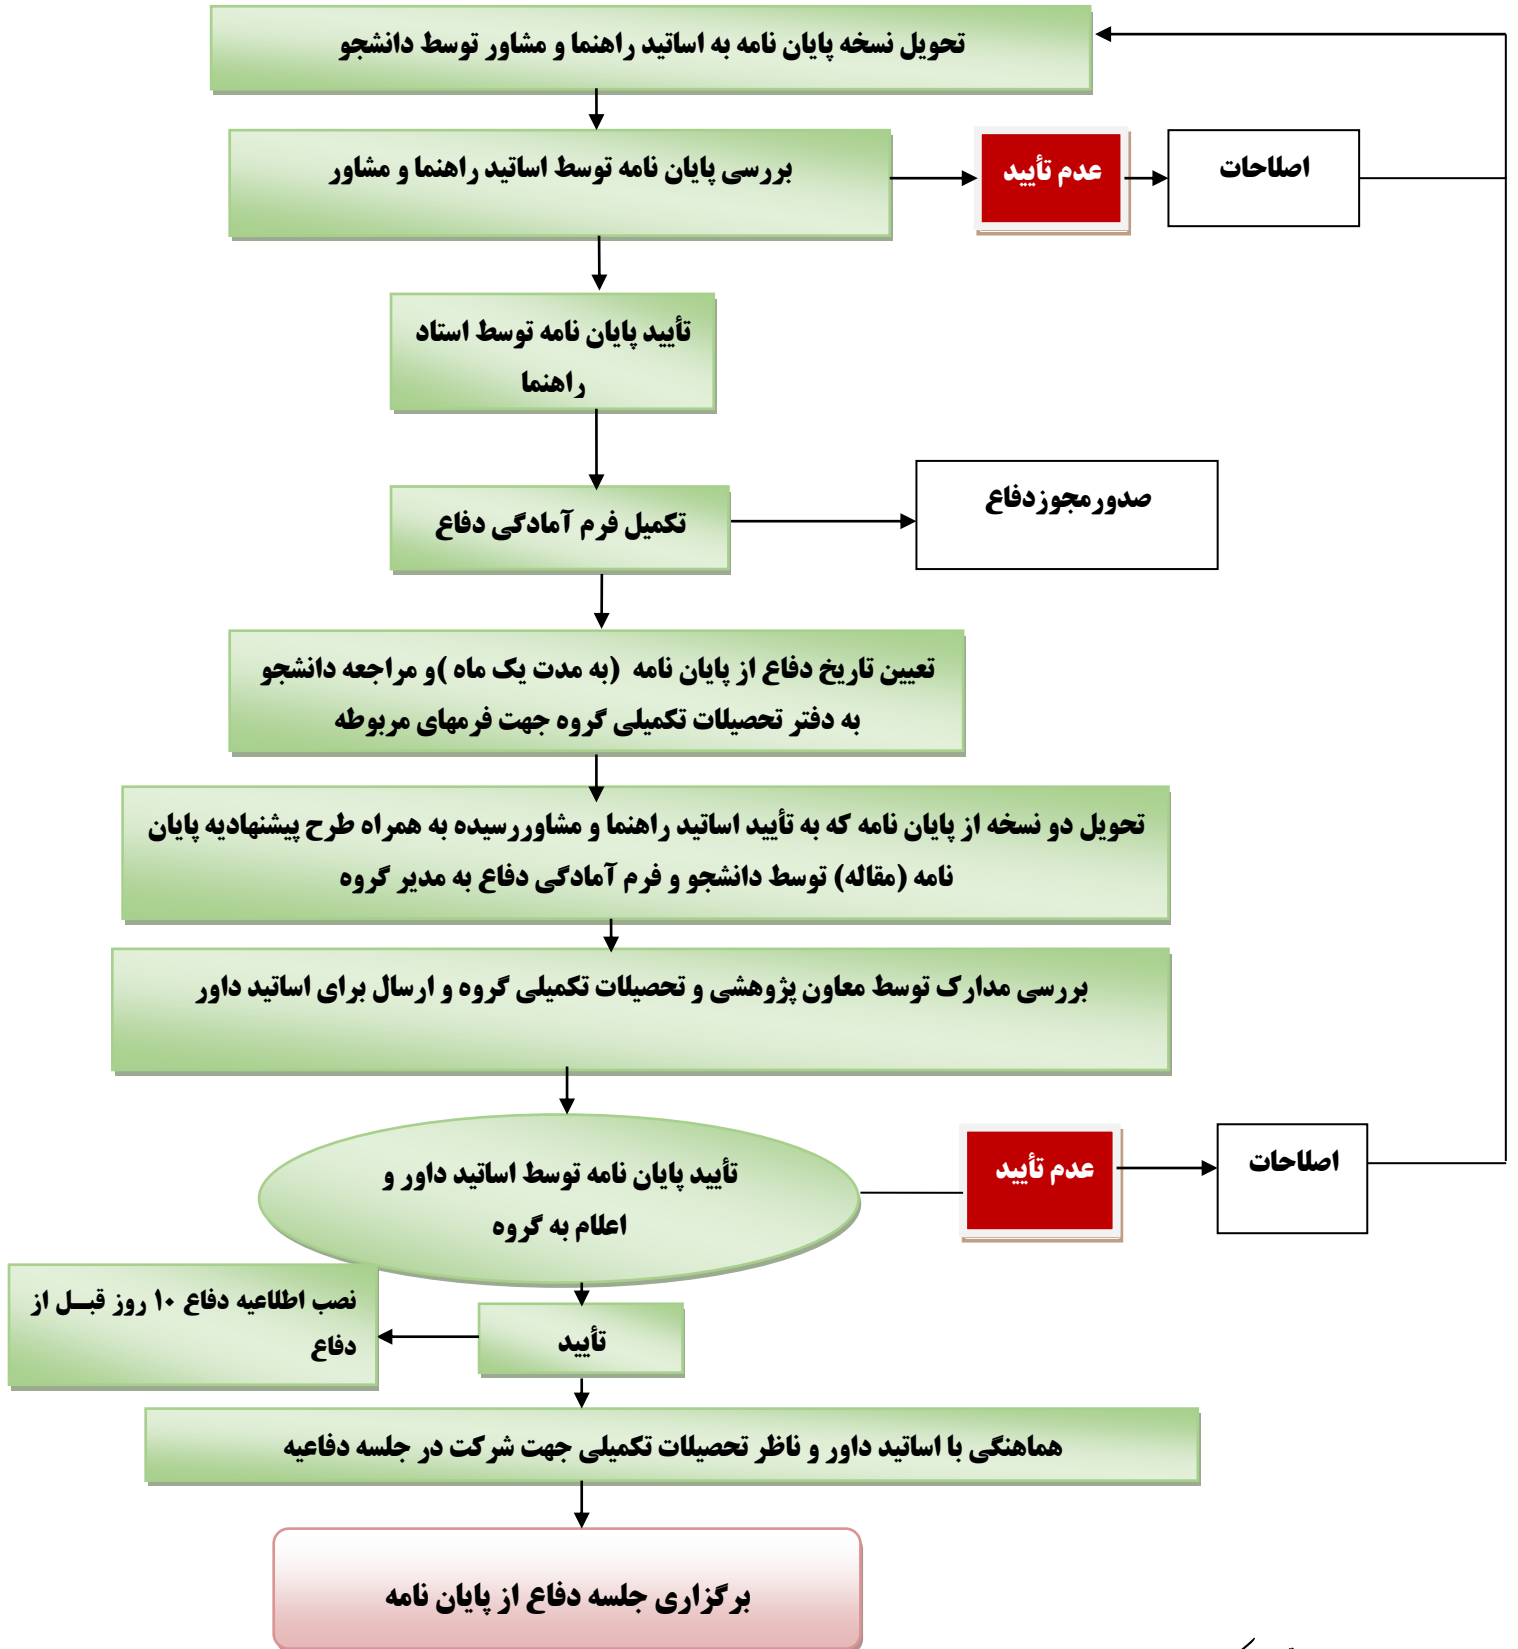 تحویل نسخه پایان نامه به اساتید راهنما و مشاور توسط دانشجو
بررسی پایان نامه توسط اساتید راهنما و مشاور
عدم تأیید
اصلاحات
تأیید پایان نامه توسط استاد
راهنما
تکمیل فرم آمادگی دفاع
صدورمجوزدفاع
تعیین تاریخ دفاع از پایان نامه (به مدت یک ماه )و مراجعه دانشجو
به دفتر تحصیلات تکمیلی گروه جهت فرمهای مربوطه
تحویل دو نسخه از پایان نامه که به تأیید اساتید راهنما و مشاوررسیده به همراه طرح پیشنهادیه پایان
نامه (مقاله) توسط دانشجو و فرم آمادگی دفاع به مدیر گروه
بررسی مدارک توسط معاون پژوهشی و تحصیلات تکمیلی گروه و ارسال برای اساتید داور
تأیید پایان نامه توسط اساتید داور و
اعلام به گروه
عدم تأیید
اصلاحات
نصب اطلاعیه دفاع ۱۰ روز قبل از
دفاع
تأیید
هماهنگی با اساتید داور و ناظر تحصیلات تکمیلی جهت شرکت در جلسه دفاعیه
برگزاری جلسه دفاع از پایان نامه